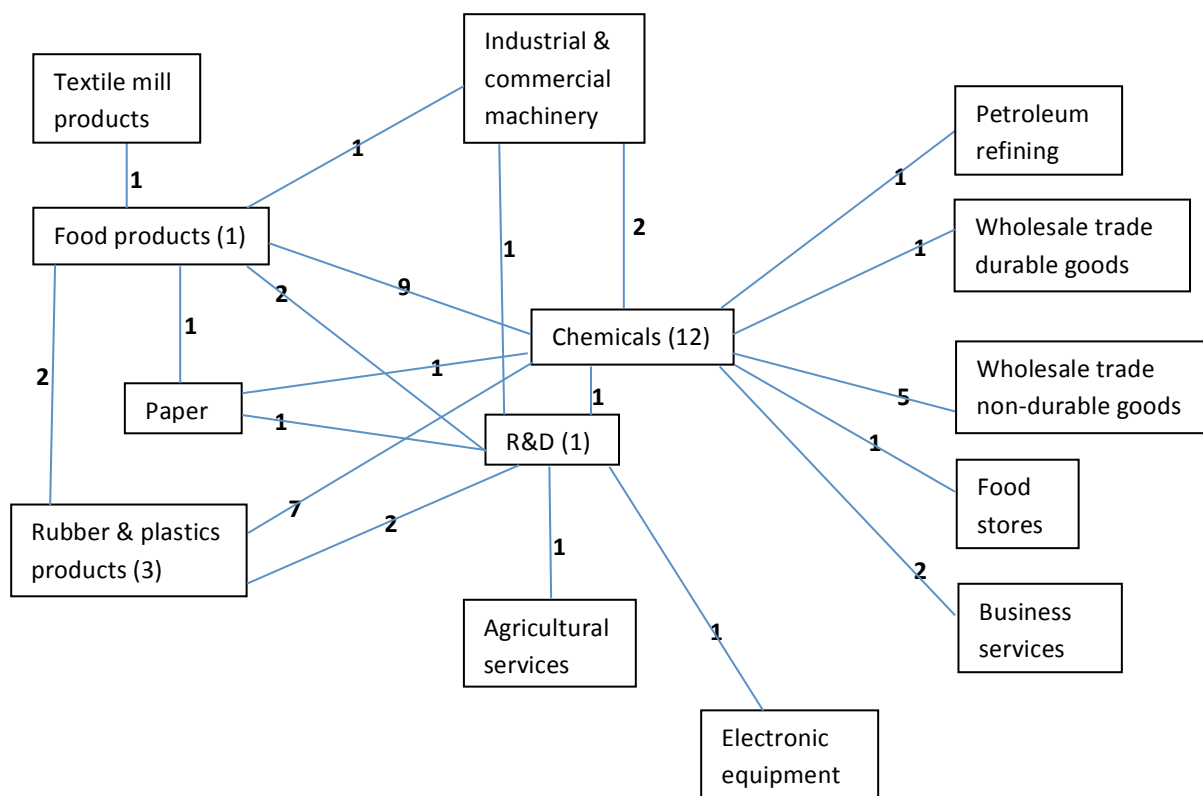 Industrial &
commercial
machinery
Textile mill
products
Petroleum
refining
1
1
1
Food products (1)
Wholesale trade
durable goods
1
2
1
9
2
1
Chemicals (12)
Wholesale trade
non-durable goods
1
2
1
5
Paper
1
1
R&D (1)
1
Food
stores
7
2
Rubber & plastics
products (3)
1
2
Business
services
Agricultural
services
1
Electronic
equipment